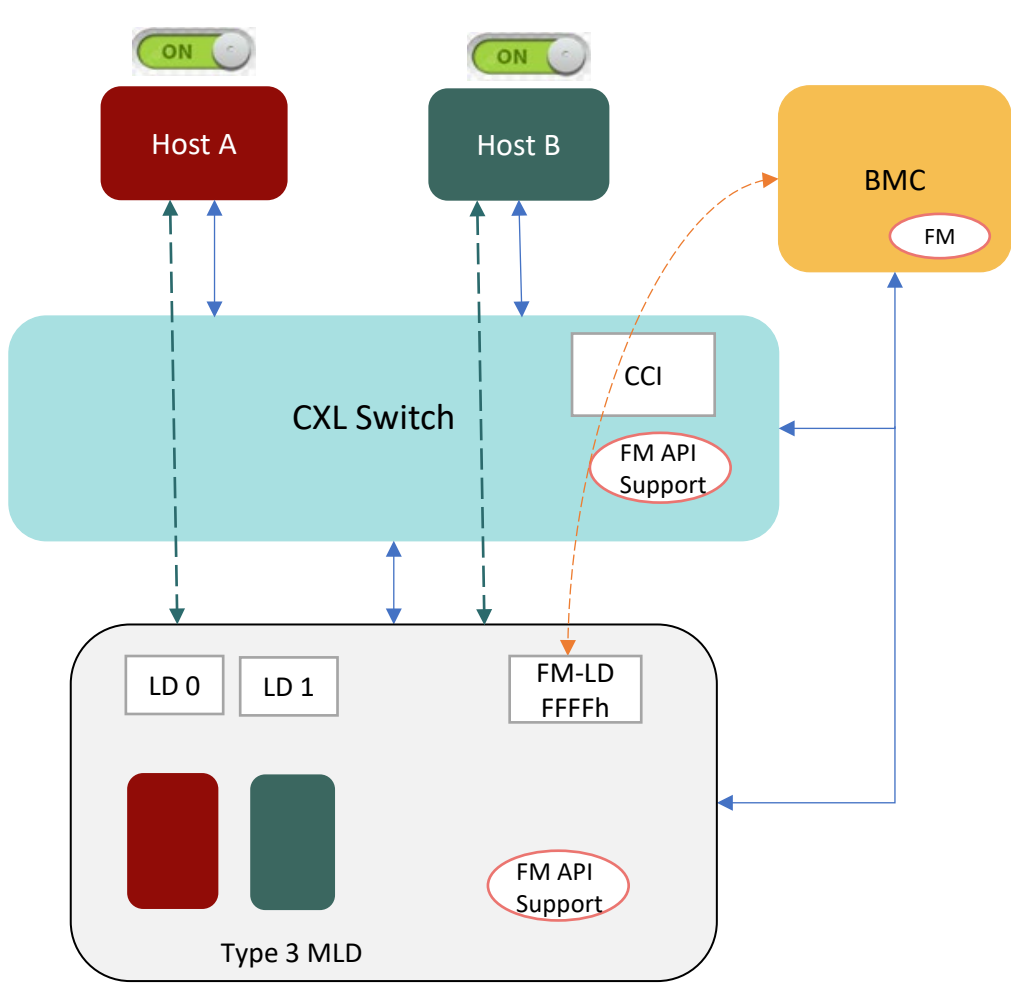 ON
ON
Host A
Host B
BMC
FM
CCI
CXL Switch
FM API
Support
LD 0
LD 1
FM-LD
FFFFh
FM API
Support
Type 3 MLD